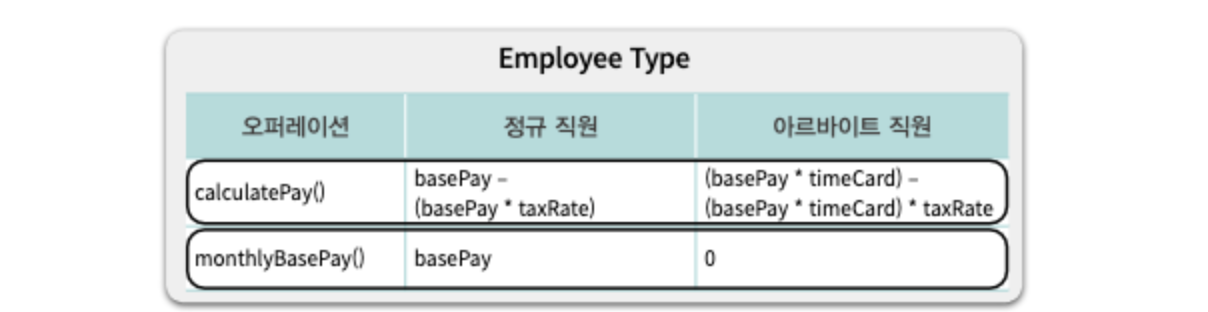 Employee Type
오퍼레이션 정규 직원 아르바이트 직원
calculatePay() basePay – (basePay * taxRate) (basePay * timeCard) – (basePay * timeCard) * taxRate
monthlyBasePay() basePay 0